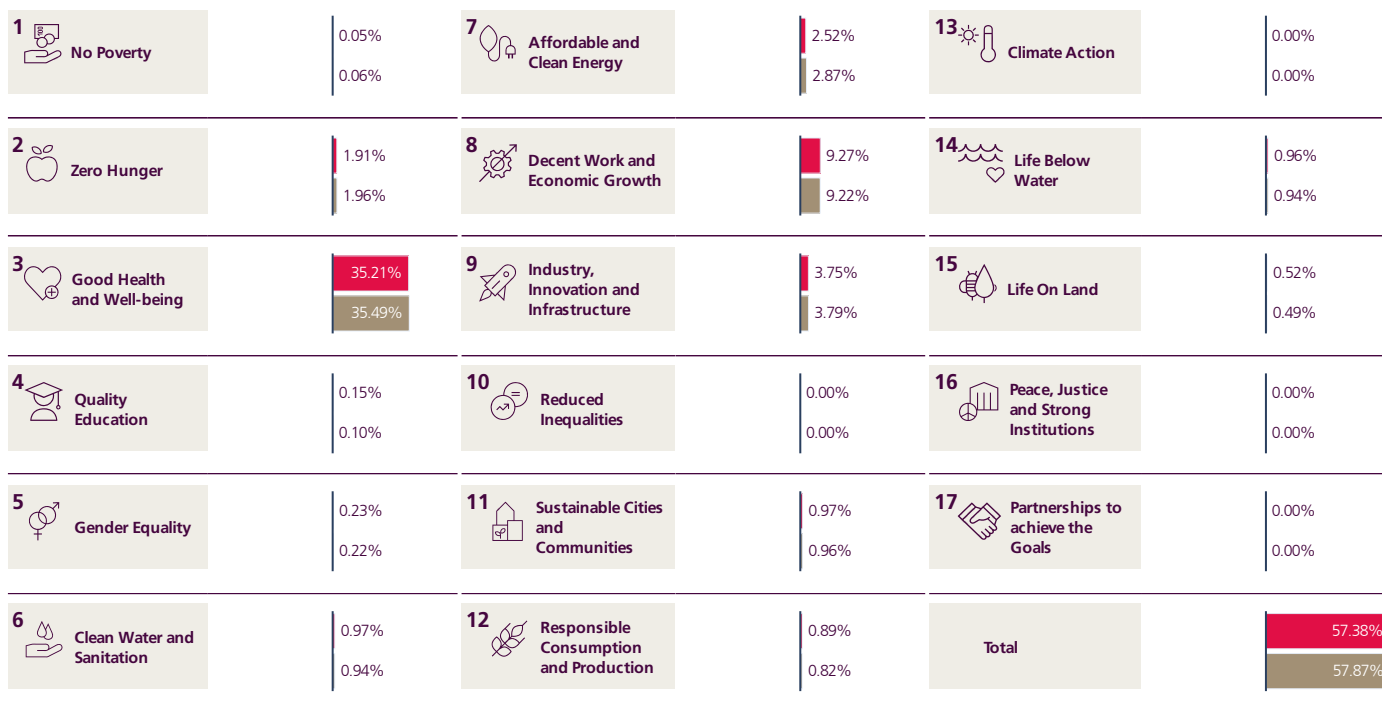 1
No Poverty
0.05%
0.06%
2
Zero Hunger
1.91%
1.96%
3
Good Health
and Well-being
35.21%
35.49%
4
Quality
Education
0.15%
0.10%
5
Gender Equality
0.23%
0.22%
6
Clean Water and
Sanitation
0.97%
0.94%
7
Affordable and
Clean Energy
2.52%
2.87%
8
Decent Work and
Economic Growth
9.27%
9.22%
9
Industry,
Innovation and
Infrastructure
3.75%
3.79%
10
Reduced
Inequalities
0.00%
0.00%
11
Sustainable Cities
and
Communities
0.97%
0.96%
12
Responsible
Consumption
and Production
0.89%
0.82%
13
Climate Action
0.00%
0.00%
14
Life Below
Water
0.96%
0.94%
15
Life On Land
0.52%
0.49%
16
Peace, Justice
and Strong
Institutions
0.00%
0.00%
17
Partnerships to
achieve the
Goals
0.00%
0.00%
Total
57.38%
57.87%